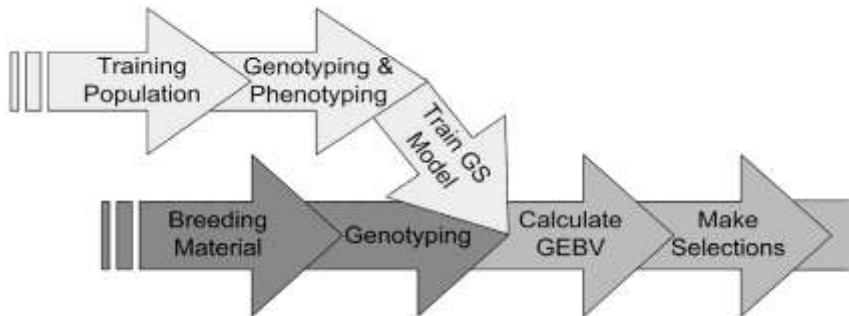 Training
Population
Genotyping &
Phenotyping
Train GS
Model
Breeding
Material
Genotyping
Calculate
GEBV
Make
Selections